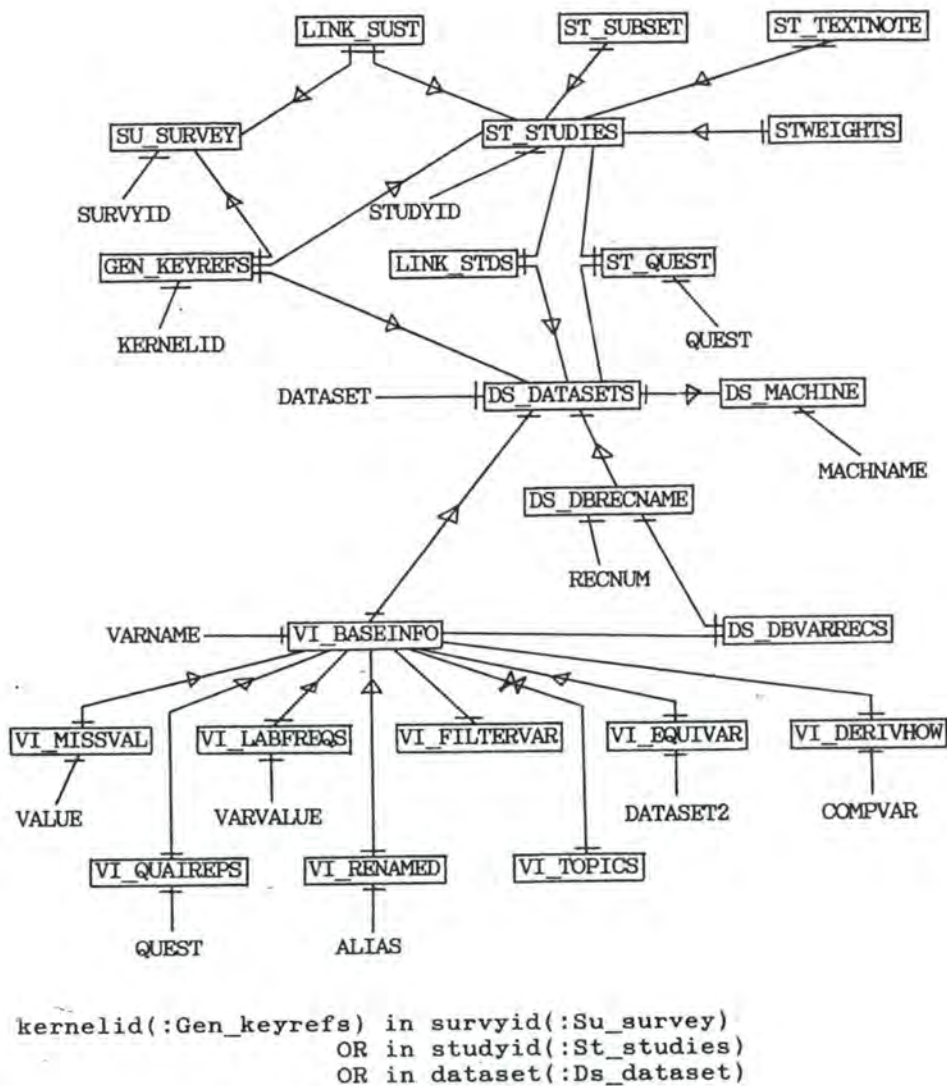 LINK_SUST
ST_SUBSET
ST_TEXTNOTE
SU_SURVEY
ST_STUDIES
STWEIGHTS
SURVYID
STUDYID
GEN_KEYREFS
LINK_STDS
ST_QUEST
KERNELID
QUEST
DATASET
DS_DATASETS
DS_MACHINE
MACHNAME
DS_DBRECNAME
RECNUM
VARNAME
VI_BASEINFO
DS_DBVARRECS
VI_MISSVAL
VI_LABFREQS
VI_FILTERVAR
VI_EQUIVAR
VI_DERIVHOW
VALUE
VARVALUE
DATASET2
COMPVAR
VI_QUAIREPS
VI_RENAMED
VI_TOPICS
QUEST
ALIAS
kernelid(:Gen_keyrefs) in survyid(:Su_survey)
OR in studyid(:St_studies)
OR in dataset(:Ds_dataset)